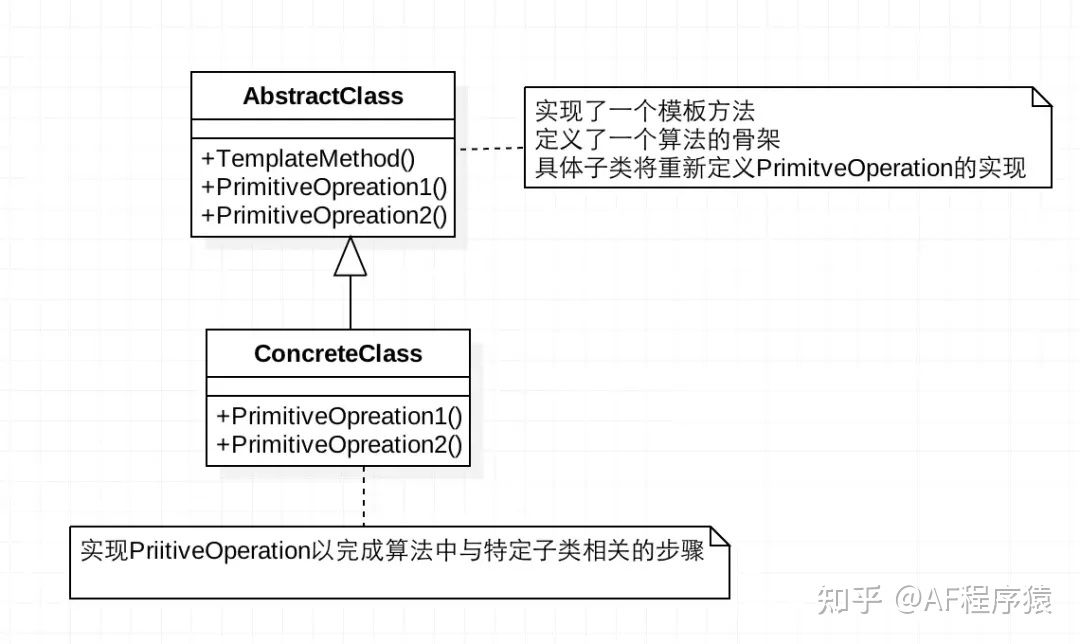 AbstractClass
+TemplateMethod()
+PrimitiveOpreation1()
+PrimitiveOpreation2()
实现了一个模板方法
定义了一个算法的骨架
具体子类将重新定义PrimitveOperation的实现
ConcreteClass
+PrimitiveOpreation1()
+PrimitiveOpreation2()
实现PriitiveOperation以完成算法中与特定子类相关的步骤
知乎 @AF程序猿